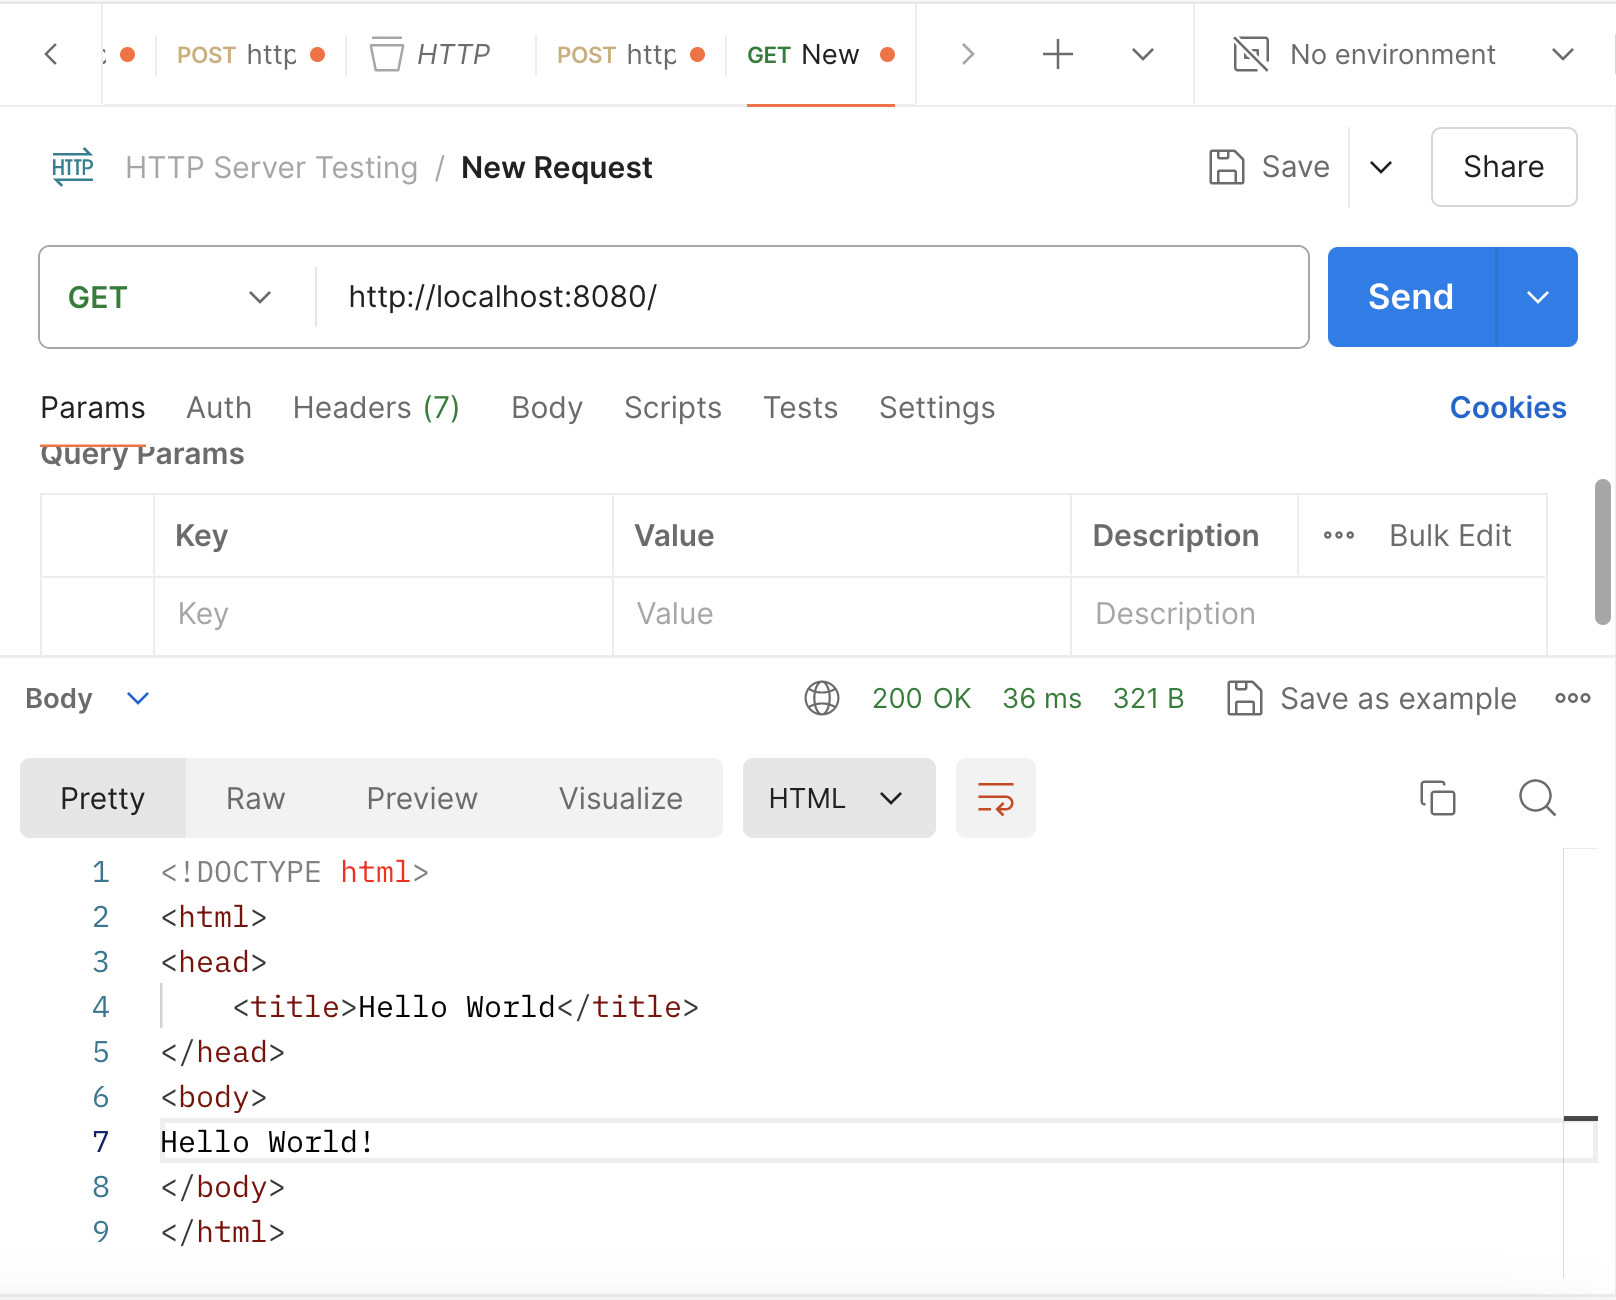 POST http
HTTP
POST http
GET New
No environment
HTTP HTTP Server Testing / New Request
Save
Share
GET
http://localhost:8080/
Send
Params Auth Headers (7) Body Scripts Tests Settings
Cookies
Query Params
Key Value Description ooo Bulk Edit
Key Value Description
Body
200 OK 36 ms 321 B
Save as example ooo
Pretty Raw Preview Visualize
HTML
1 <!DOCTYPE html>
2 <html>
3 <head>
4 <title>Hello World</title>
5 </head>
6 <body>
7 Hello World!
8 </body>
9 </html>